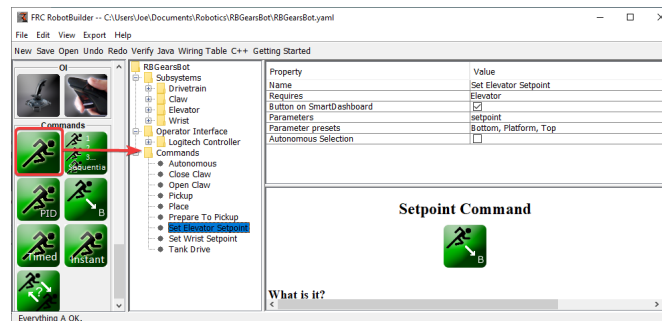 FRC RobotBuilder -- C:\Users\Joe\Documents\Robotics\RBGearsBot\RBGearsBot.yaml
File Edit View Export Help
New Save Open Undo Redo Verify Java Wiring Table C++ Getting Started
OI
Commands
1
2
3...
Sequential
PID
B
Timed
Instant
?
RBGearsBot
Subsystems
Drivetrain
Claw
Elevator
Wrist
Operator Interface
Logitech Controller
Commands
Autonomous
Close Claw
Open Claw
Pickup
Place
Prepare To Pickup
Set Elevator Setpoint
Set Wrist Setpoint
Tank Drive
Property Value
Name Set Elevator Setpoint
Requires Elevator
Button on SmartDashboard
Parameters setpoint
Parameter presets Bottom, Platform, Top
Autonomous Selection
Setpoint Command
B
What is it?
Everything A OK.